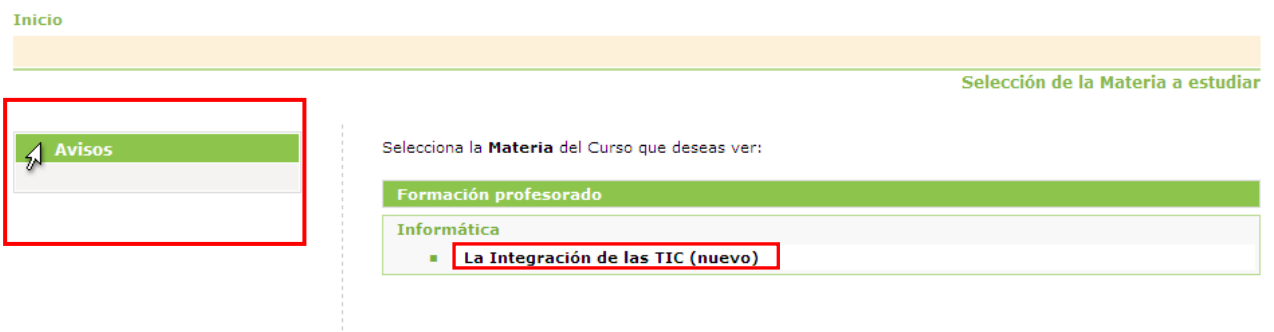 Inicio
Selección de la Materia a estudiar
Avisos
Selecciona la Materia del Curso que deseas ver:
Formación profesorado
Informática
La Integración de las TIC (nuevo)